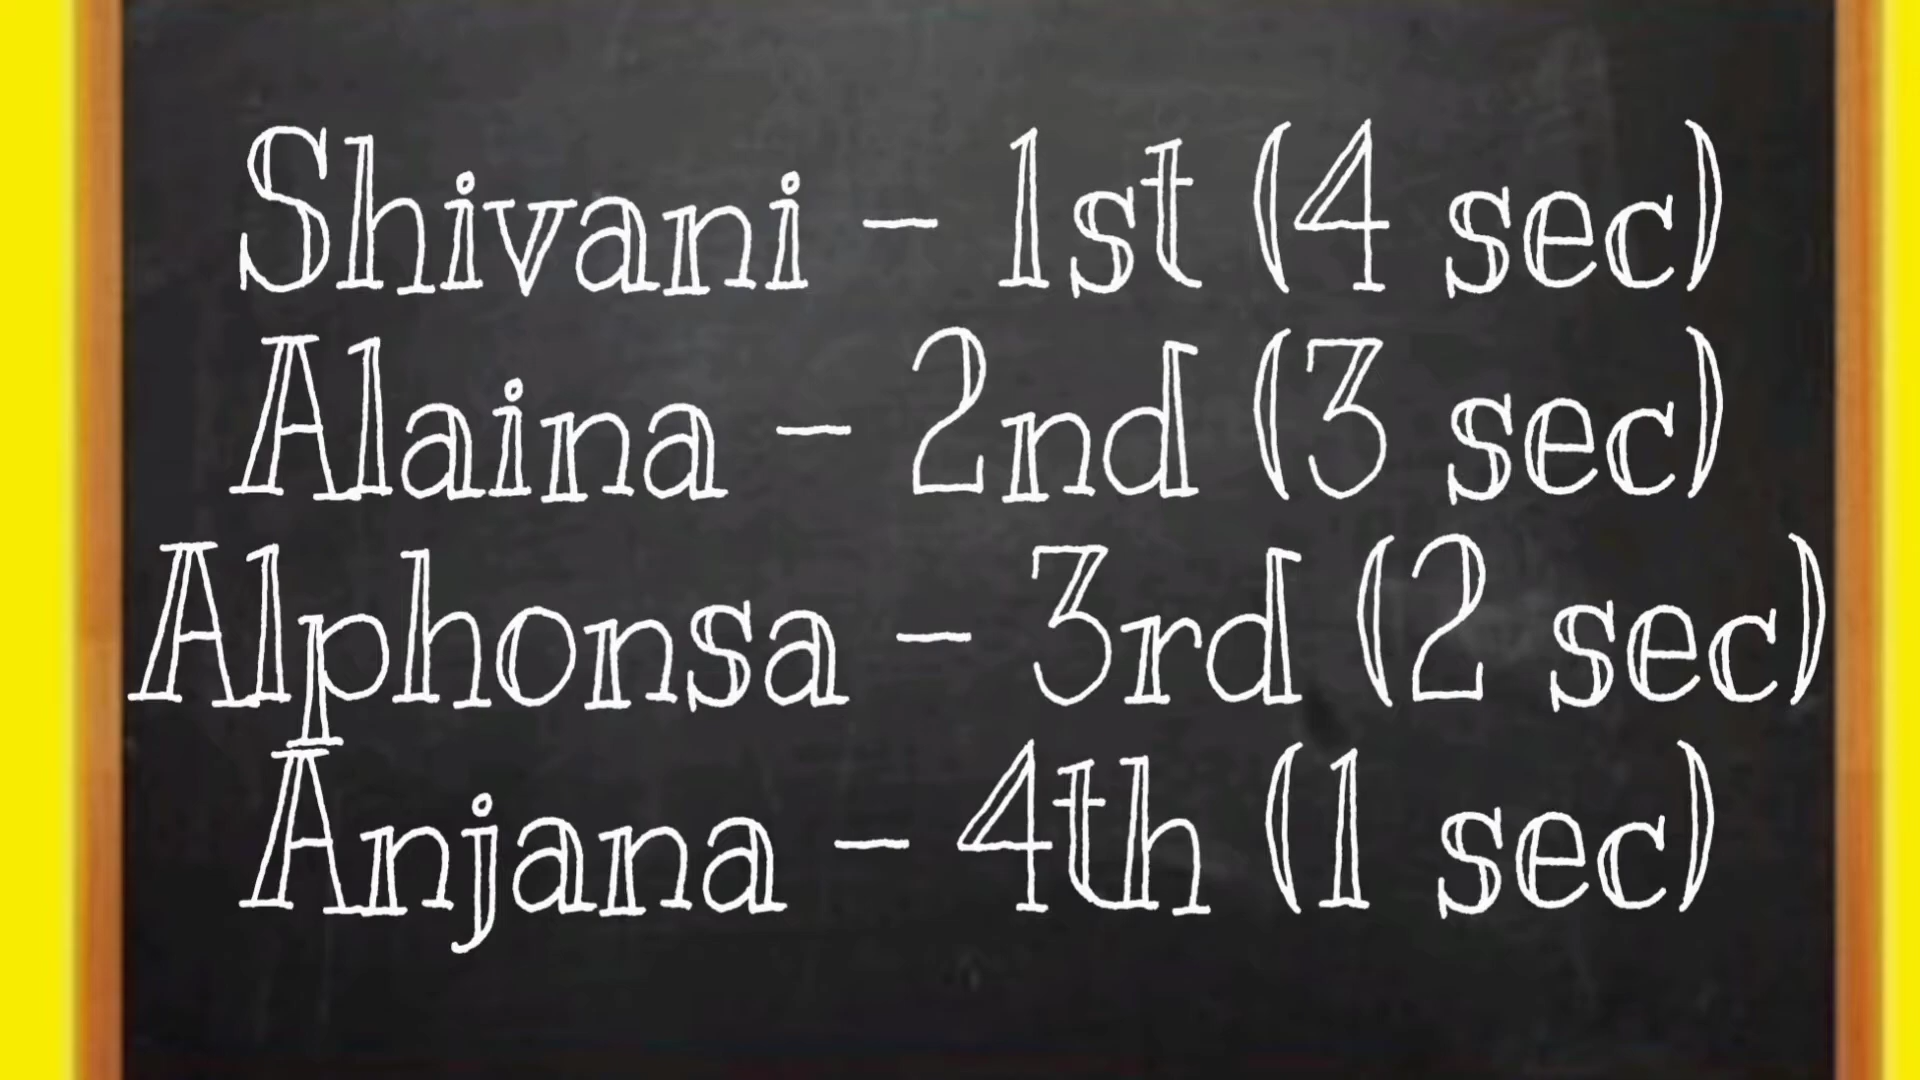 Shivani – 1st (4 sec)
Alaina – 2nd (3 sec)
Alphonsa – 3rd (2 sec)
Anjana – 4th (1 sec)